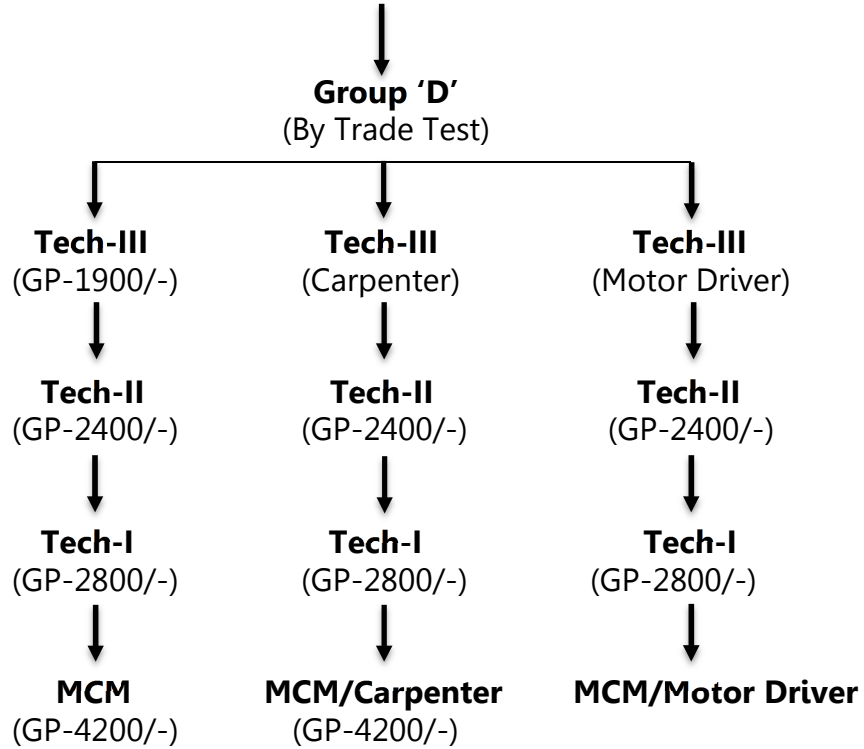 Group ‘D’
(By Trade Test)
Tech-III Tech-III Tech-III
(GP-1900/-) (Carpenter) (Motor Driver)
Tech-II Tech-II Tech-II
(GP-2400/-) (GP-2400/-) (GP-2400/-)
Tech-I Tech-I Tech-I
(GP-2800/-) (GP-2800/-) (GP-2800/-)
MCM MCM/Carpenter MCM/Motor Driver
(GP-4200/-) (GP-4200/-)